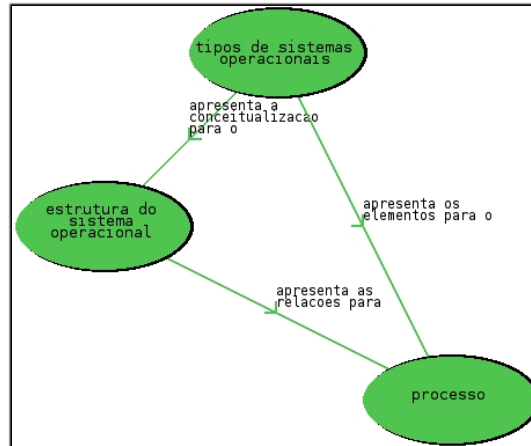 tipos de sistemas
operacionais
apresenta a
conceitualizacao
para o
estrutura do
sistema
operacional
apresenta os
elementos para o
apresenta as
relacoes para
processo